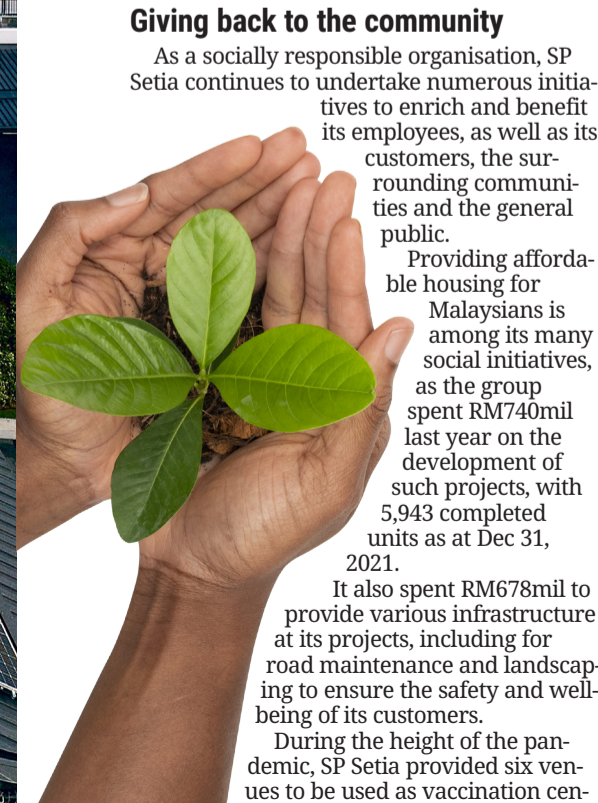 Giving back to the community
As a socially responsible organisation, SP
Setia continues to undertake numerous initia-
tives to enrich and benefit
its employees, as well as its
customers, the sur-
rounding communi-
ties and the general
public.
Providing afforda-
ble housing for
Malaysians is
among its many
social initiatives,
as the group
spent RM740mil
last year on the
development of
such projects, with
5,943 completed
units as at Dec 31,
2021.
It also spent RM678mil to
provide various infrastructure
at its projects, including for
road maintenance and landscap-
ing to ensure the safety and well-
being of its customers.
During the height of the pan-
demic, SP Setia provided six ven-
ues to be used as vaccination cen-